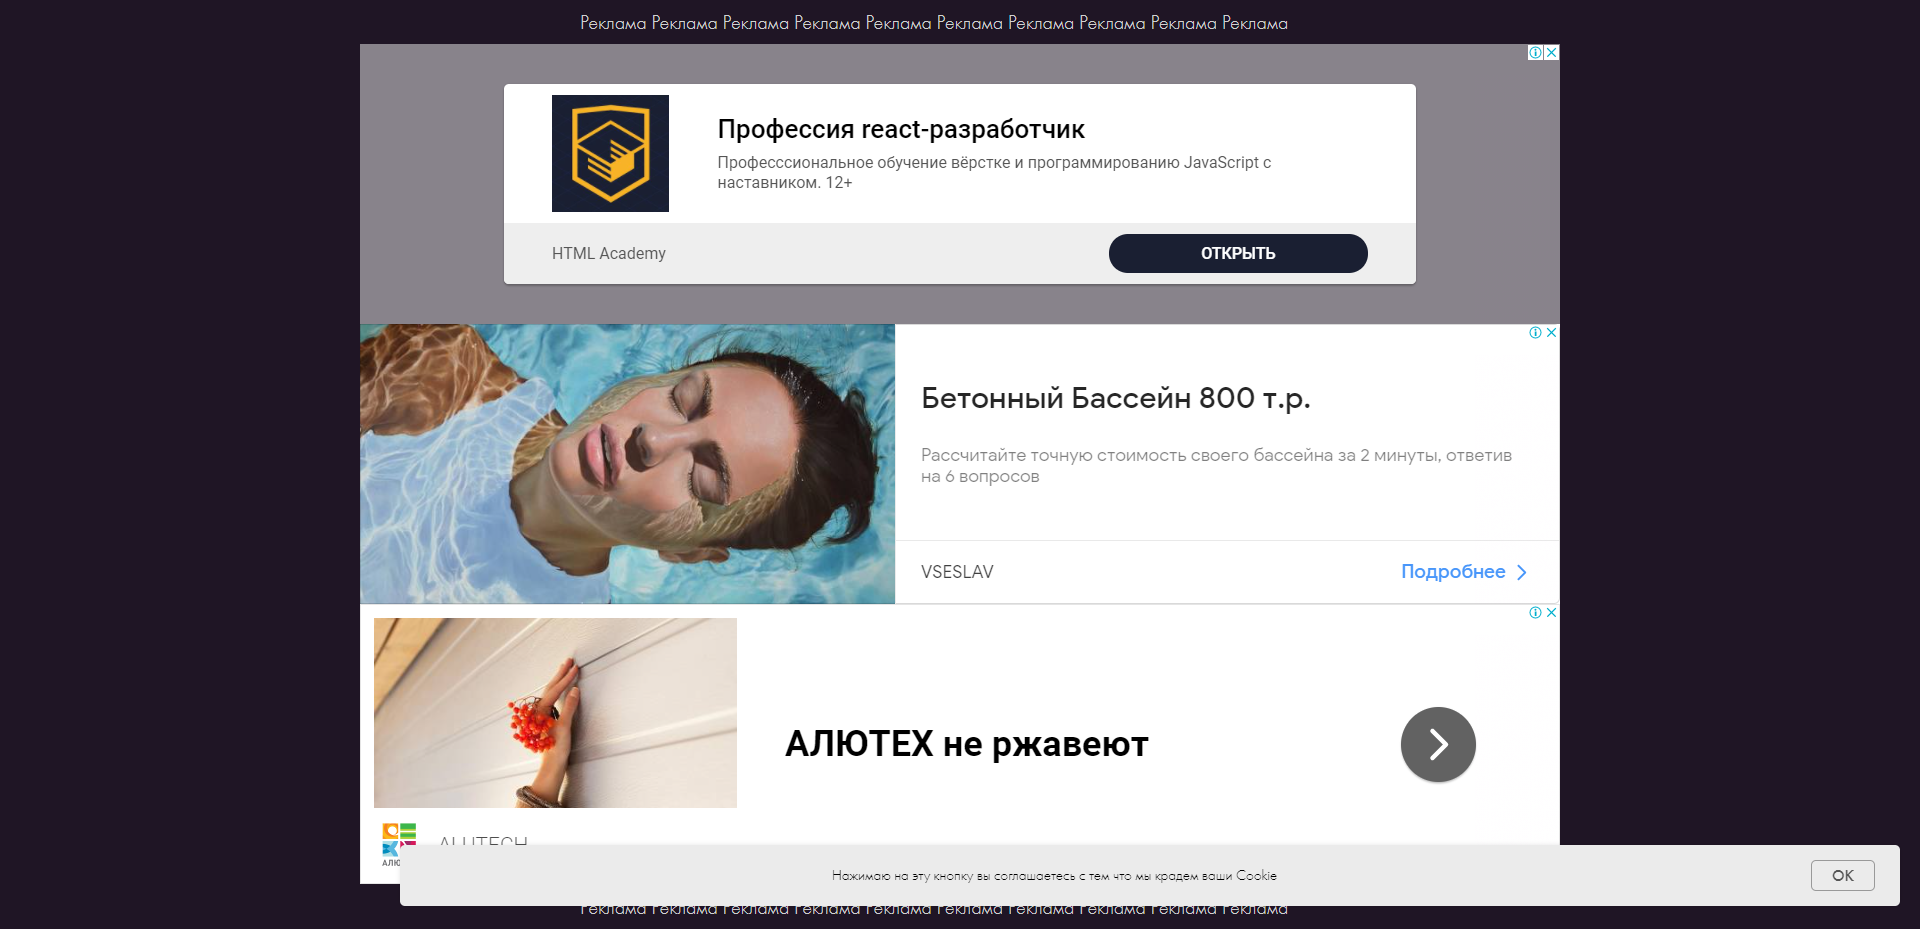 Реклама Реклама Реклама Реклама Реклама Реклама Реклама Реклама Реклама Реклама
Профессия react-разработчик
Професссиональное обучение вёрстке и программированию JavaScript с
наставником. 12+
HTML Academy
ОТКРЫТЬ
Бетонный Бассейн 800 т.р.
Рассчитайте точную стоимость своего бассейна за 2 минуты, ответив
на 6 вопросов
VSESLAV
Подробнее
АЛЮТЕХ не ржавеют
ALUTECH
Нажимаю на эту кнопку вы соглашаетесь с тем что мы крадем ваши Cookie
OK
Реклама Реклама Реклама Реклама Реклама Реклама Реклама Реклама Реклама Реклама